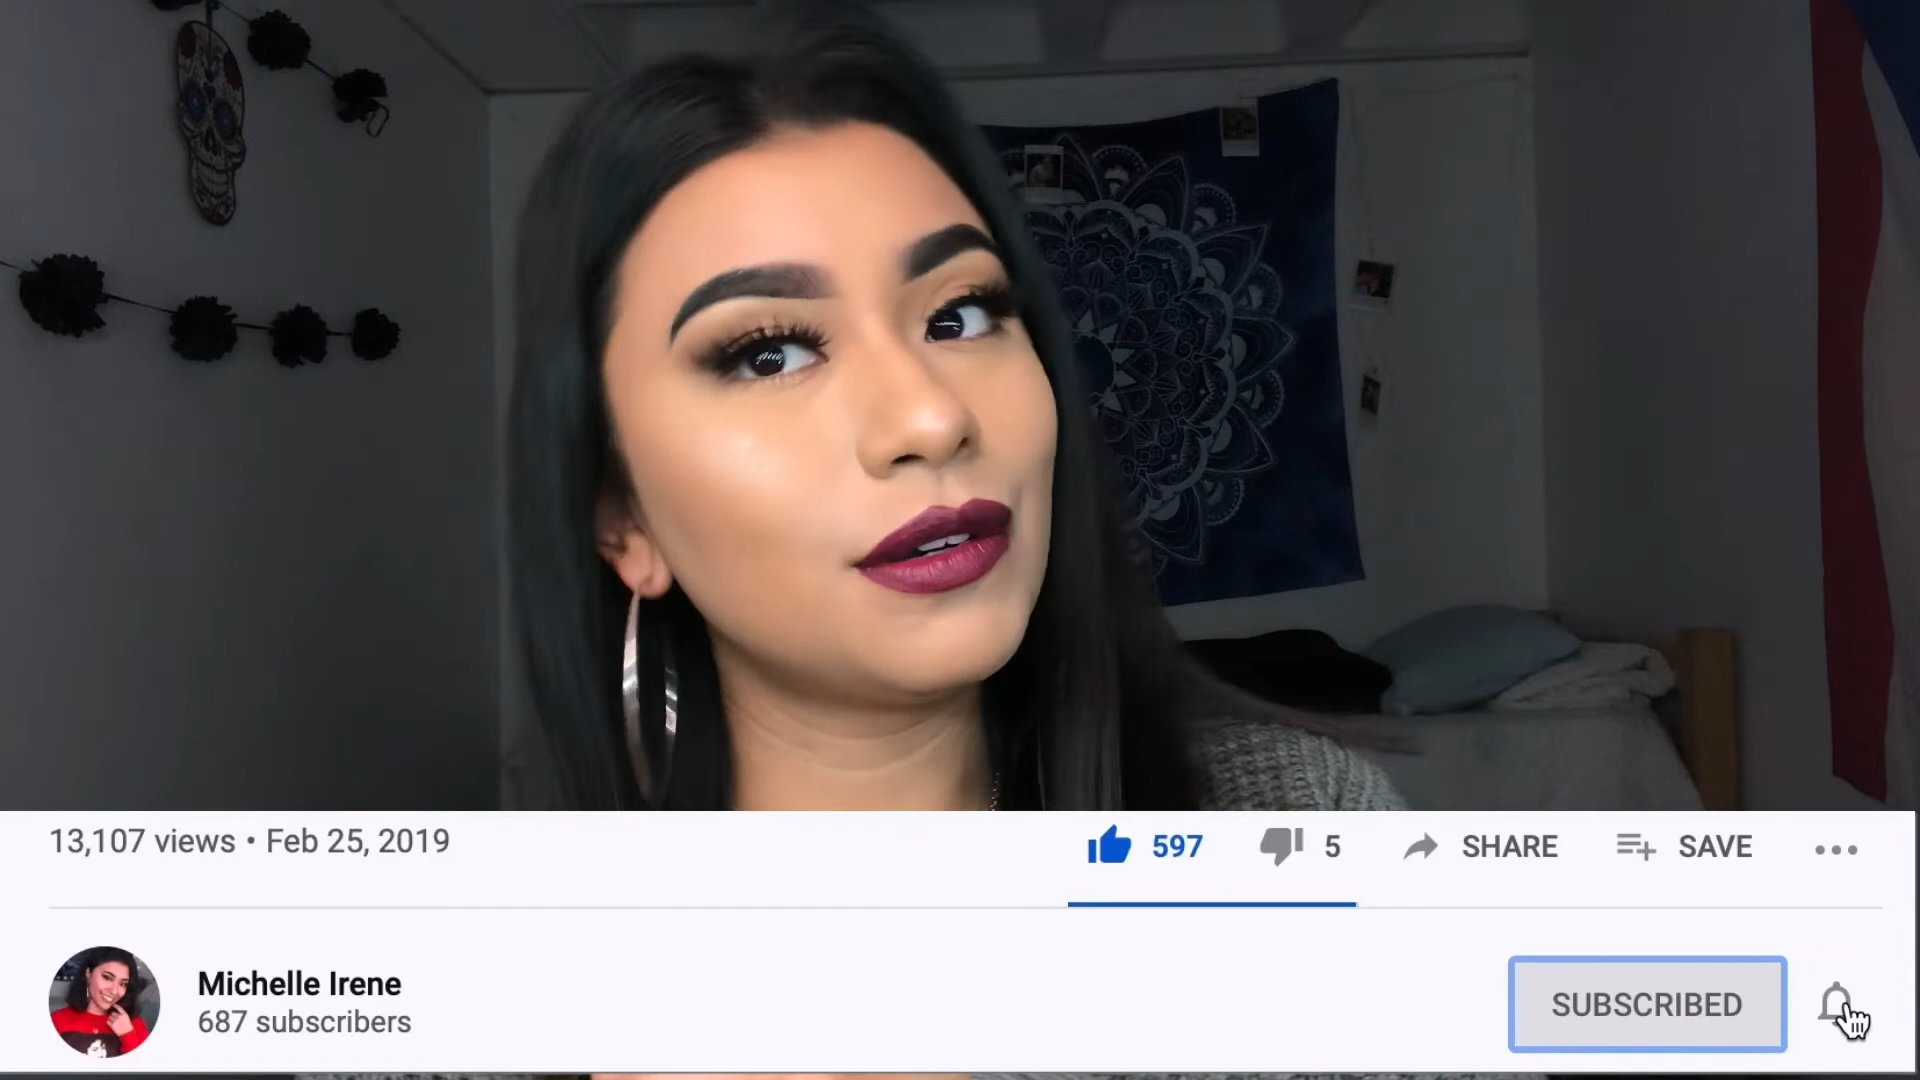 13,107 views • Feb 25, 2019
597
5
SHARE
SAVE
Michelle Irene
687 subscribers
SUBSCRIBED